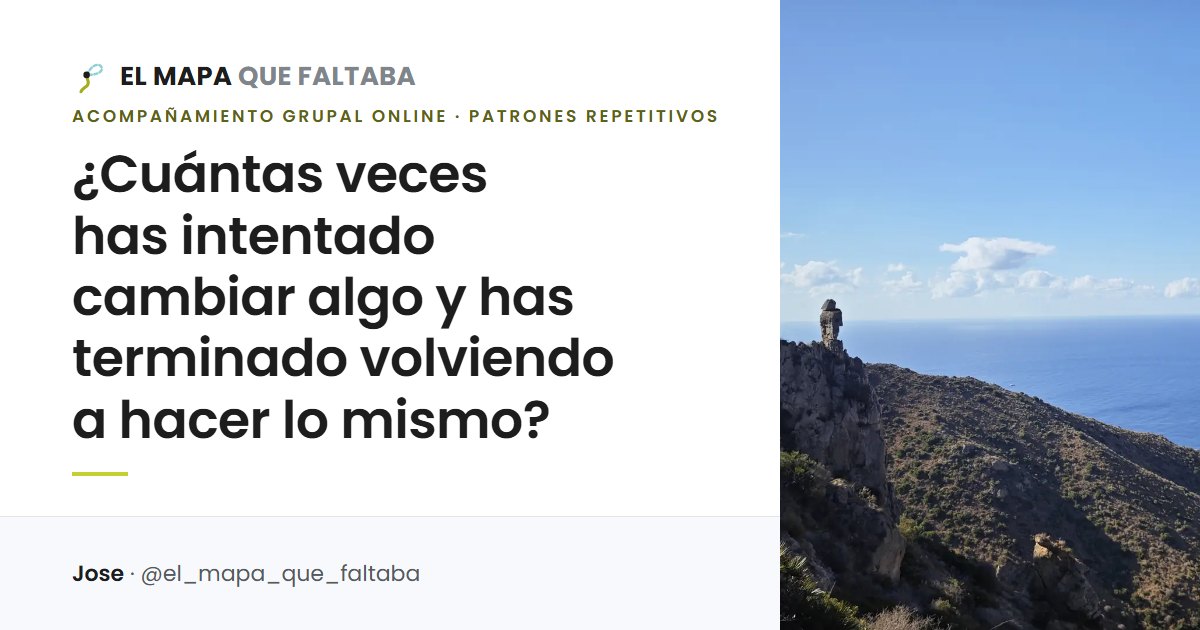 EL MAPA QUE FALTABA
ACOMPAÑAMIENTO GRUPAL ONLINE · PATRONES REPETITIVOS
¿Cuántas veces
has intentado
cambiar algo y has
terminado volviendo
a hacer lo mismo?
Jose · @el_mapa_que_faltaba